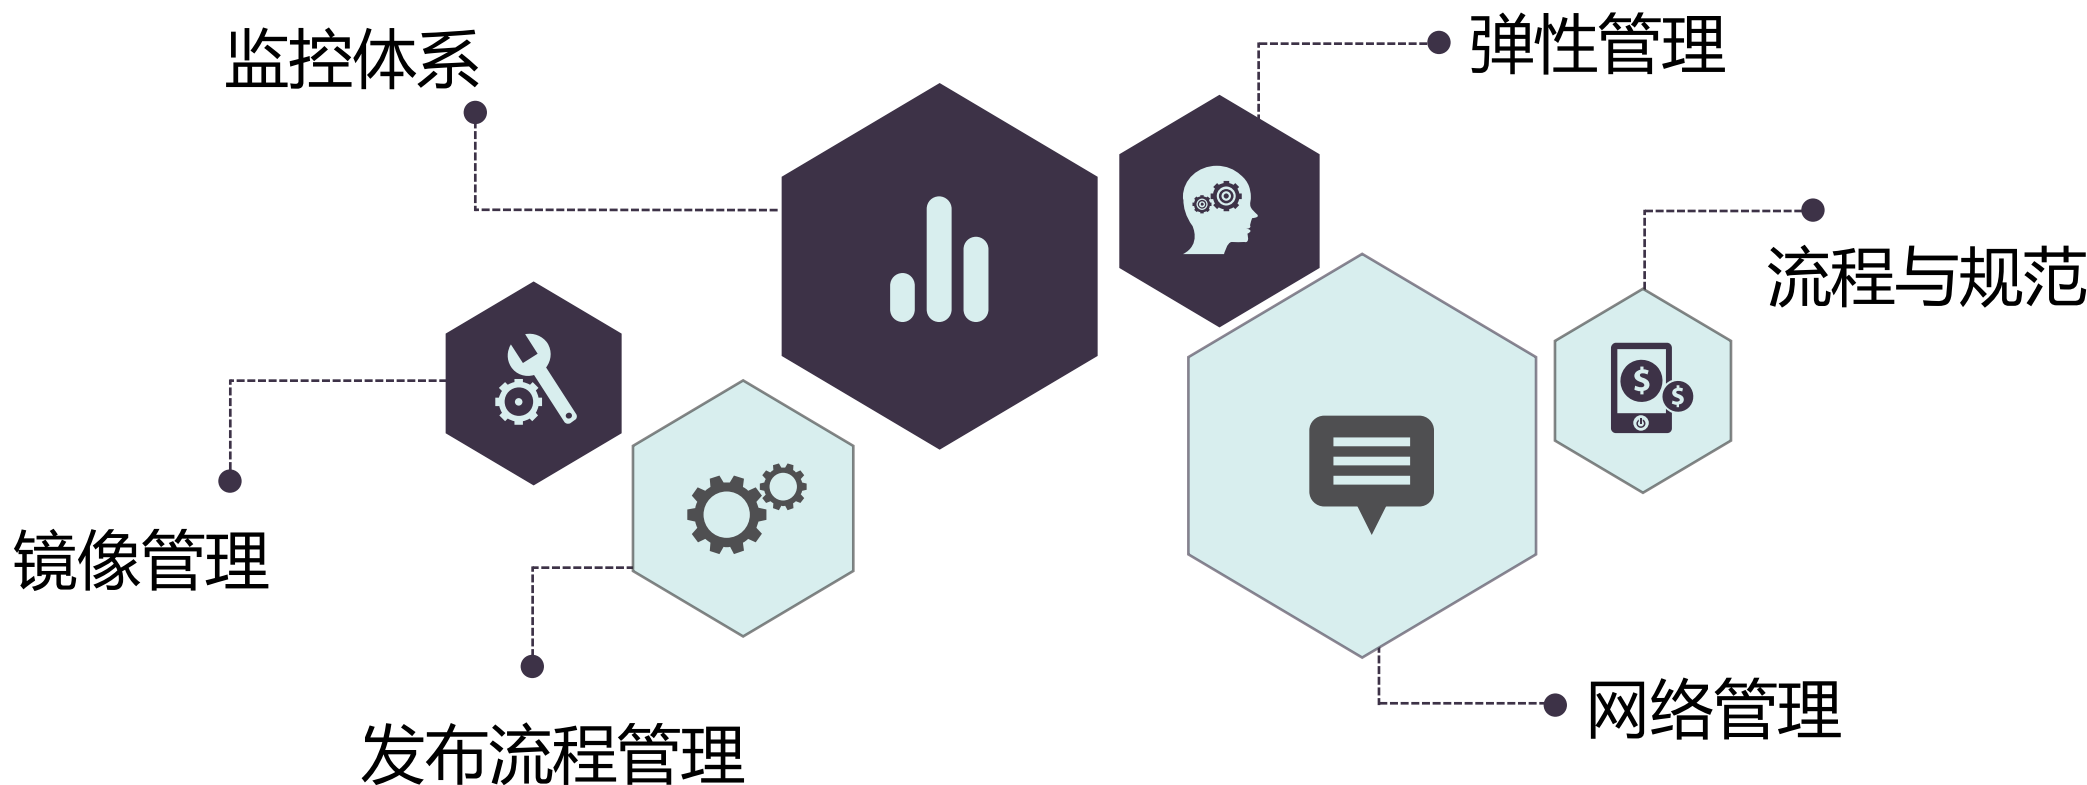 监控体系
弹性管理
流程与规范
镜像管理
发布流程管理
网络管理